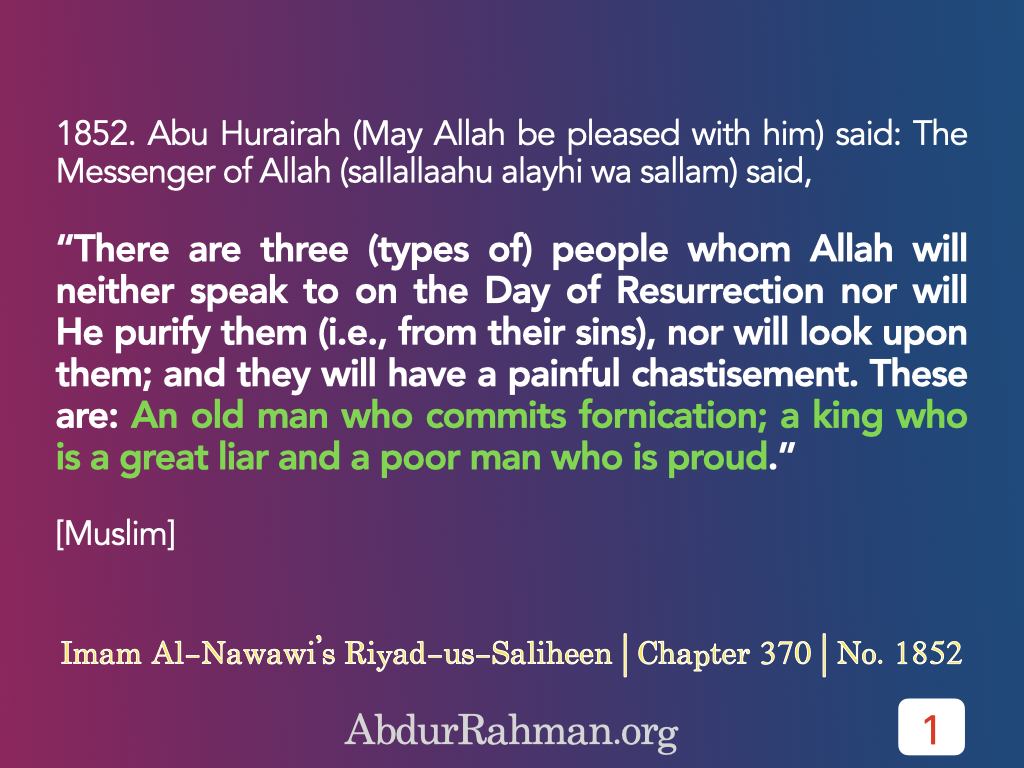 1852. Abu Hurairah (May Allah be pleased with him) said: The
Messenger of Allah (sallallaahu alayhi wa sallam) said,
“There are three (types of) people whom Allah will
neither speak to on the Day of Resurrection nor will
He purify them (i.e., from their sins), nor will look upon
them; and they will have a painful chastisement. These
are: An old man who commits fornication; a king who
is a great liar and a poor man who is proud.”
[Muslim]
Imam Al-Nawawi’s Riyad-us-Saliheen | Chapter 370 | No. 1852
AbdurRahman.org
1